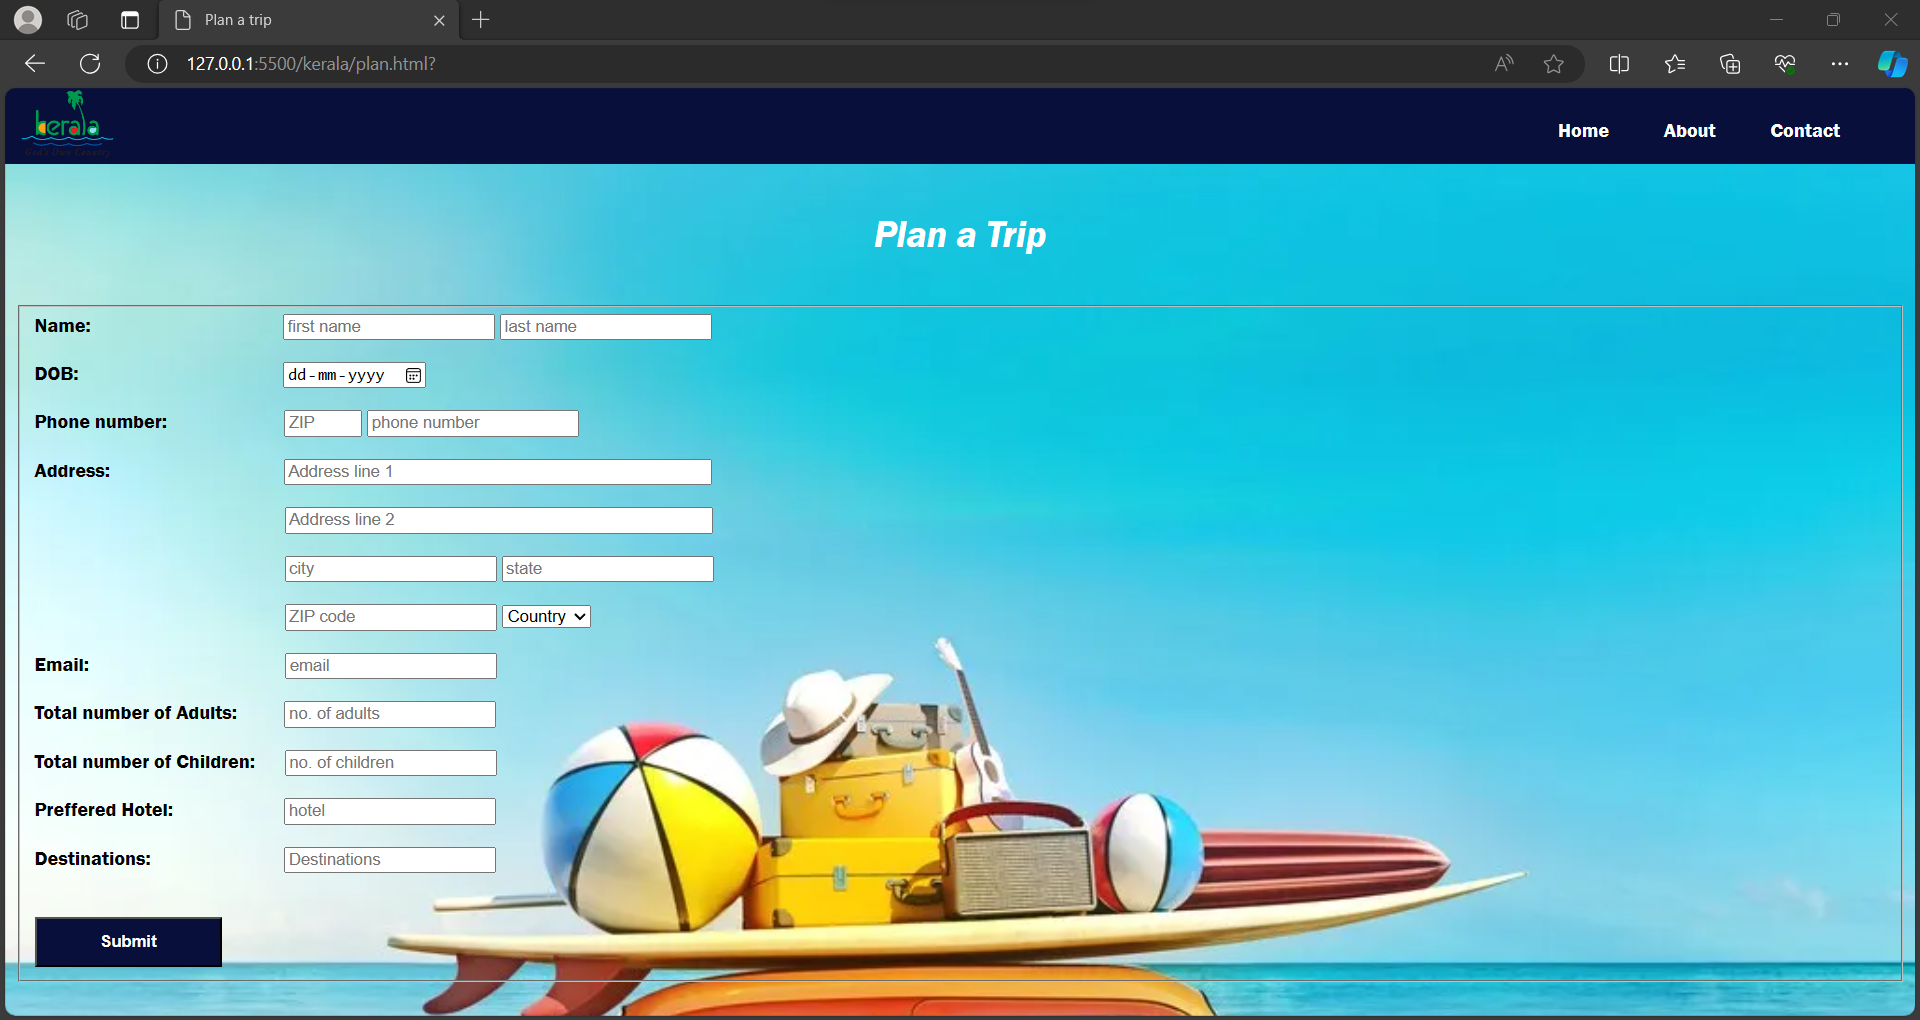 Plan a trip
127.0.0.1:5500/kerala/plan.html?
kerala
Home About Contact
Plan a Trip
Name: first name last name
DOB: dd-mm-yyyy
Phone number: ZIP phone number
Address: Address line 1
Address line 2
city state
ZIP code Country
Email: email
Total number of Adults: no. of adults
Total number of Children: no. of children
Preffered Hotel: hotel
Destinations: Destinations
Submit